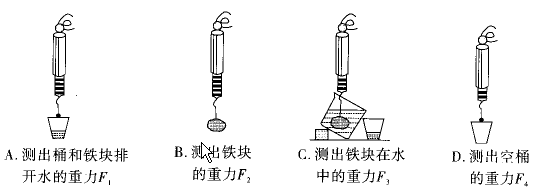 A.测出桶和铁块排
开水的重力F₁
B.测出铁块
的重力F₂
C.测出铁块在水
中的重力F₃
D.测出空桶
的重力F₄